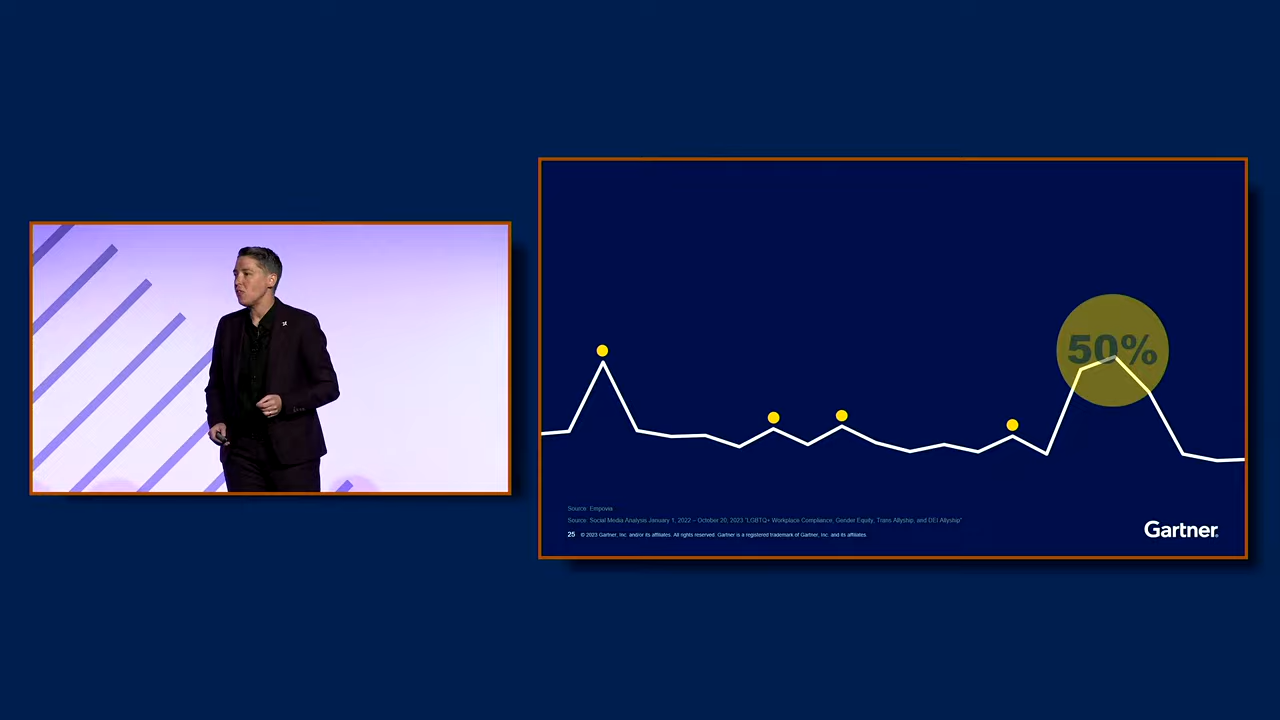 50%
Source: Empovia
Source: Social Media Analysis January 1, 2022 – October 20, 2023 "LGBTQ+ Workplace Compliance, Gender Equity, Trans Allyship, and DEI Allyship"
25 © 2023 Gartner, Inc. and/or its affiliates. All rights reserved. Gartner is a registered trademark of Gartner, Inc. and its affiliates.
Gartner®